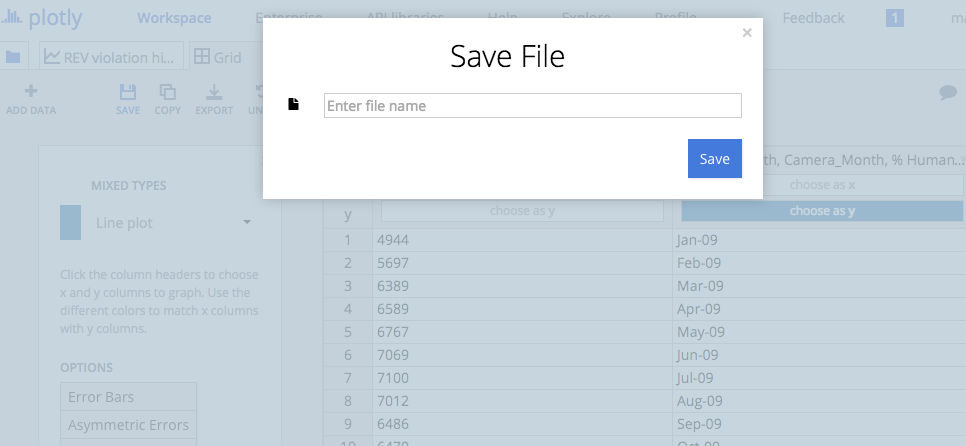 plotly
Workspace
Enterprise
API libraries
Help
Explore
Profile
Feedback
1
REV violation hi...
Grid
ADD DATA
SAVE
COPY
EXPORT
×
Save File
Enter file name
Save
MIXED TYPES
Line plot
Click the column headers to choose
x and y columns to graph. Use the
different colors to match x columns
with y columns.
OPTIONS
Error Bars
Asymmetric Errors
th, Camera_Month, % Human...
choose as x
y
choose as y
choose as y
1 4944 Jan-09
2 5697 Feb-09
3 6389 Mar-09
4 6589 Apr-09
5 6767 May-09
6 7069 Jun-09
7 7100 Jul-09
8 7012 Aug-09
9 6486 Sep-09